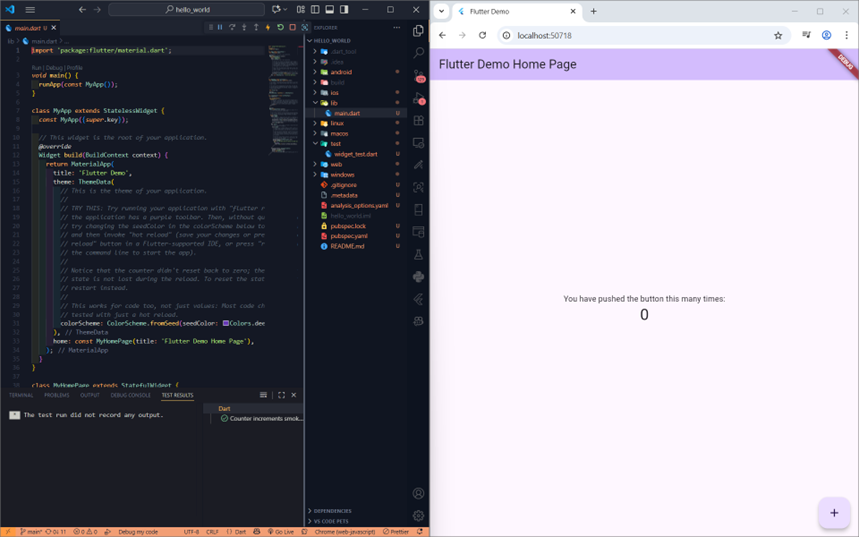 hello_world
main.dart U
lib > main.dart > ...
1 import 'package:flutter/material.dart';
2
Run | Debug | Profile
3 void main() {
4 runApp(const MyApp());
5 }
6
7 class MyApp extends StatelessWidget {
8 const MyApp({super.key});
9
10 // This widget is the root of your application.
11 @override
12 Widget build(BuildContext context) {
13 return MaterialApp(
14 title: 'Flutter Demo',
15 theme: ThemeData(
16 // This is the theme of your application.
17 //
18 // TRY THIS: Try running your application with "flutter r
19 // the application has a purple toolbar. Then, without qu
20 // try changing the seedColor in the colorScheme below to
21 // and then invoke "hot reload" (save your changes or pre
22 // reload" button in a Flutter-supported IDE, or press "r
23 // the command line to start the app).
24 //
25 // Notice that the counter didn't reset back to zero; the
26 // state is not lost during the reload. To reset the stat
27 // restart instead.
28 //
29 // This works for code too, not just values: Most code ch
30 // tested with just a hot reload.
31 colorScheme: ColorScheme.fromSeed(seedColor: Colors.dee
32 ), // ThemeData
33 home: const MyHomePage(title: 'Flutter Demo Home Page'),
34 ); // MaterialApp
35 }
36 }
37
38 class MyHomePage extends StatefulWidget {
EXPLORER
HELLO_WORLD
.dart_tool
.idea
android
build
ios
lib
main.dart U
linux
macos
test
widget_test.dart U
web
windows
.gitignore U
.metadata U
analysis_options.yaml U
hello_world.iml
pubspec.lock U
pubspec.yaml U
README.md U
DEPENDENCIES
VS CODE PETS
TERMINAL PROBLEMS OUTPUT DEBUG CONSOLE TEST RESULTS
The test run did not record any output.
Dart
Counter increments smok...
main* 0 0 Debug my code UTF-8 CRLF {} Dart Go Live Chrome (web-javascript) Prettier
Flutter Demo
localhost:50718
Flutter Demo Home Page
DEBUG
You have pushed the button this many times:
0
+